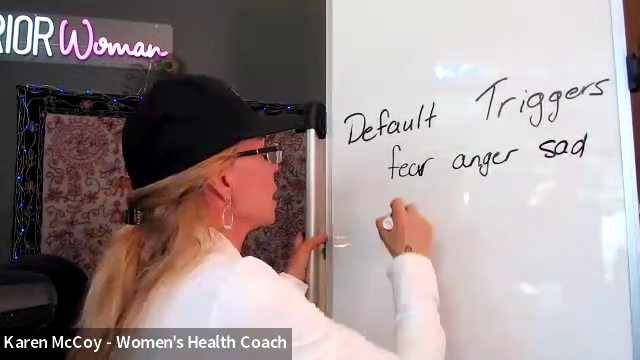 RIOR Woman
Default Triggers
fear anger sad
Karen McCoy - Women's Health Coach